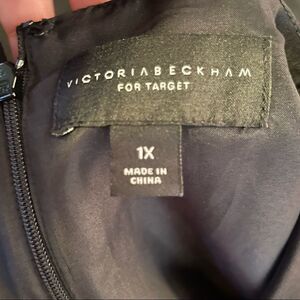 VICTORIABECKHAM
FOR TARGET
1X
MADE IN
CHINA